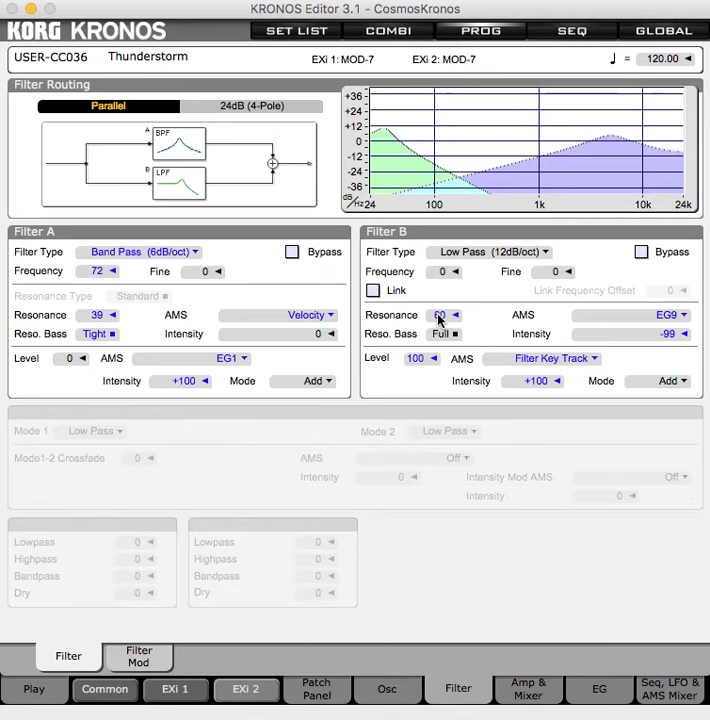 KRONOS Editor 3.1 - CosmosKronos
KORG KRONOS SET LIST COMBI PROG SEQ GLOBAL
USER-CC036 Thunderstorm EXi 1: MOD-7 EXi 2: MOD-7 ♩ = 120.00
Filter Routing
Parallel 24dB (4-Pole)
A BPF
B LPF
+36
+24
+12
0
-12
-24
-36
dB/Hz 24 100 1k 10k 24k
Filter A
Filter Type Band Pass (6dB/oct) Bypass
Frequency 72 Fine 0
Resonance Type Standard
Resonance 39 AMS Velocity
Reso. Bass Tight Intensity 0
Level 0 AMS EG1
Intensity +100 Mode Add
Filter B
Filter Type Low Pass (12dB/oct) Bypass
Frequency 0 Fine 0
Link Link Frequency Offset 0
Resonance 60 AMS EG9
Reso. Bass Full Intensity -99
Level 100 AMS Filter Key Track
Intensity +100 Mode Add
Mode 1 Low Pass Mode 2 Low Pass
Mode1-2 Crossfade 0 AMS Off
Intensity 0 Intensity Mod AMS Off
Intensity 0
Lowpass 0
Highpass 0
Bandpass 0
Dry 0
Lowpass 0
Highpass 0
Bandpass 0
Dry 0
Filter Filter Mod
Play Common EXi 1 EXi 2 Patch Panel Osc Filter Amp & Mixer EG Seq, LFO & AMS Mixer